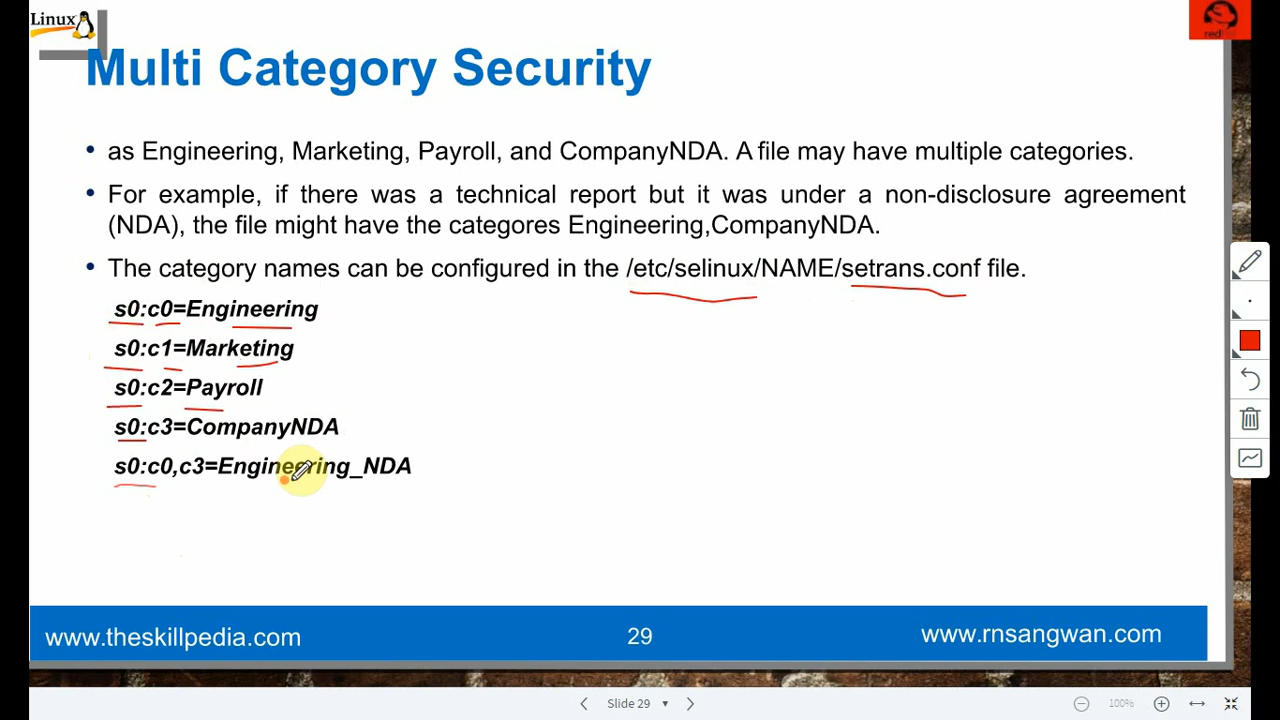 Linux
red
Multi Category Security
• as Engineering, Marketing, Payroll, and CompanyNDA. A file may have multiple categories.
• For example, if there was a technical report but it was under a non-disclosure agreement
(NDA), the file might have the categores Engineering,CompanyNDA.
• The category names can be configured in the /etc/selinux/NAME/setrans.conf file.
s0:c0=Engineering
s0:c1=Marketing
s0:c2=Payroll
s0:c3=CompanyNDA
s0:c0,c3=Engineering_NDA
www.theskillpedia.com
29
www.rnsangwan.com
Slide 29
100%